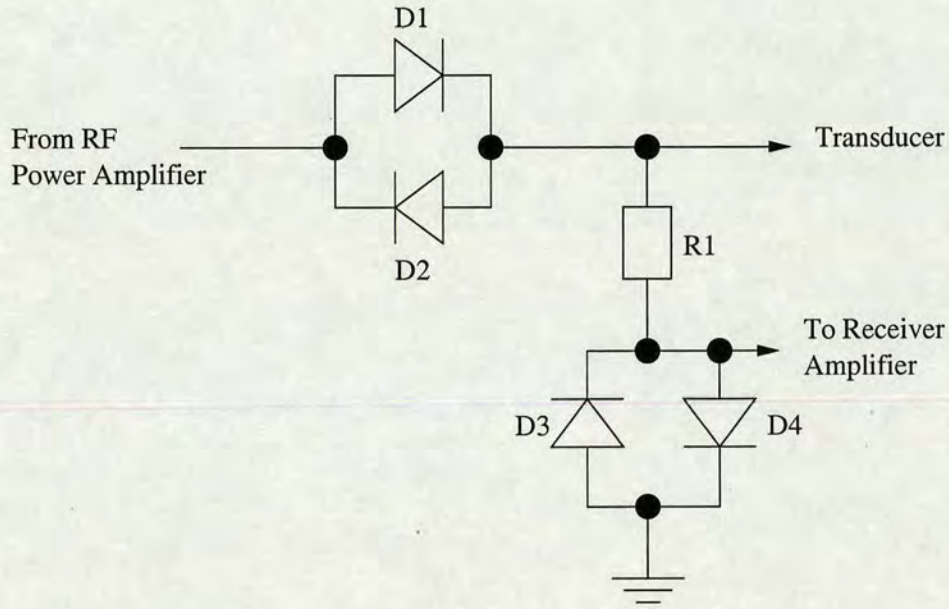 D1
From RF
Power Amplifier
Transducer
D2
R1
To Receiver
Amplifier
D3
D4